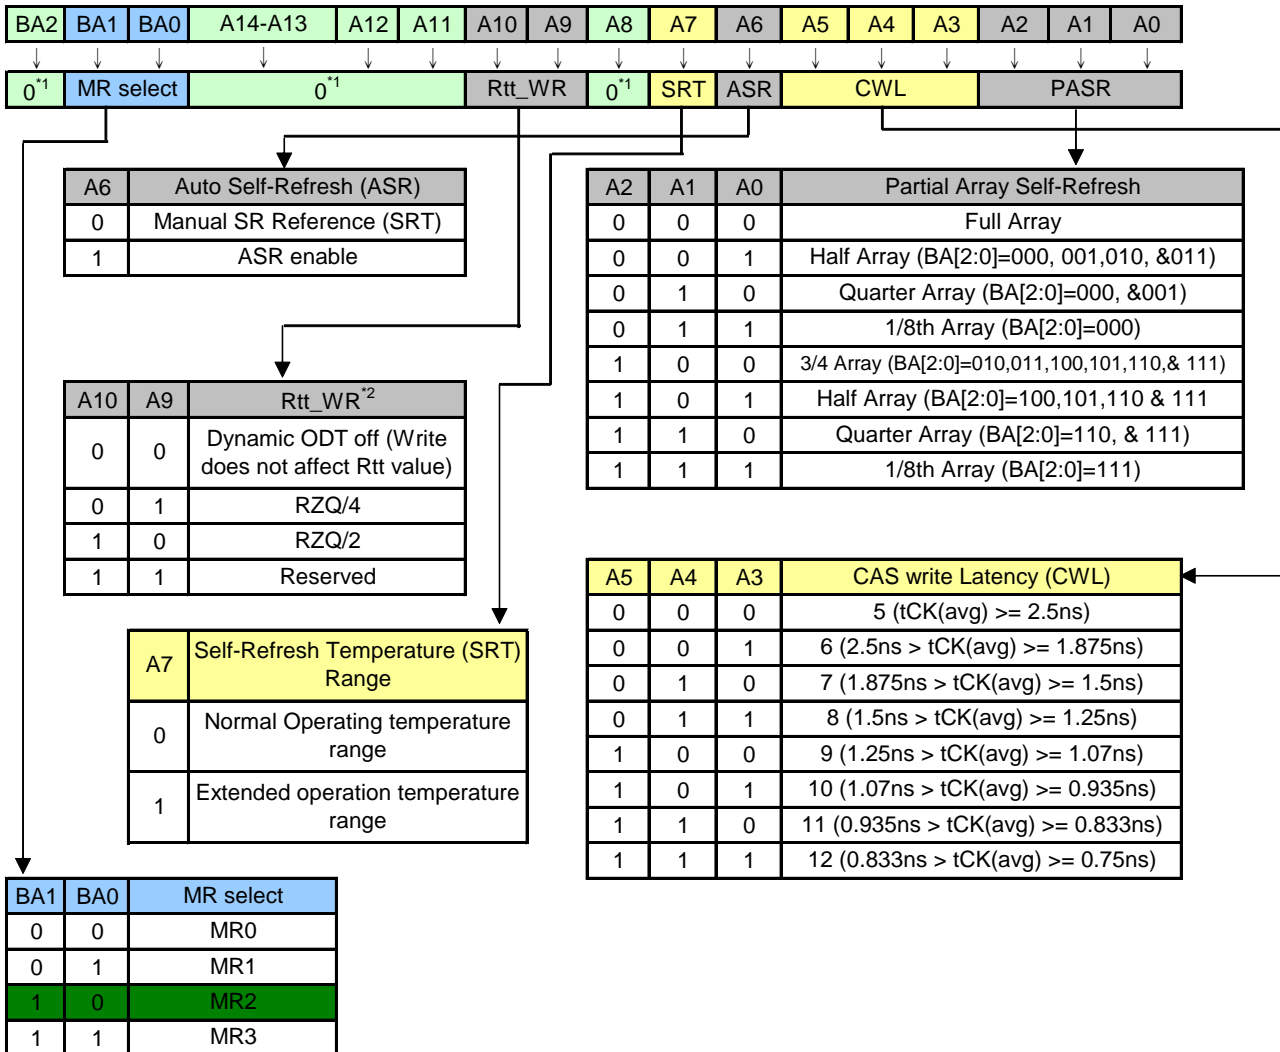 BA2 BA1 BA0 A14-A13 A12 A11 A10 A9 A8 A7 A6 A5 A4 A3 A2 A1 A0
0*1 MR select 0*1 Rtt_WR 0*1 SRT ASR CWL PASR
A6 Auto Self-Refresh (ASR)
0 Manual SR Reference (SRT)
1 ASR enable
A2 A1 A0 Partial Array Self-Refresh
0 0 0 Full Array
0 0 1 Half Array (BA[2:0]=000, 001,010, &011)
0 1 0 Quarter Array (BA[2:0]=000, &001)
0 1 1 1/8th Array (BA[2:0]=000)
1 0 0 3/4 Array (BA[2:0]=010,011,100,101,110,& 111)
1 0 1 Half Array (BA[2:0]=100,101,110 & 111
1 1 0 Quarter Array (BA[2:0]=110, & 111)
1 1 1 1/8th Array (BA[2:0]=111)
A10 A9 Rtt_WR*2
0 0 Dynamic ODT off (Write
does not affect Rtt value)
0 1 RZQ/4
1 0 RZQ/2
1 1 Reserved
A5 A4 A3 CAS write Latency (CWL)
0 0 0 5 (tCK(avg) >= 2.5ns)
0 0 1 6 (2.5ns > tCK(avg) >= 1.875ns)
0 1 0 7 (1.875ns > tCK(avg) >= 1.5ns)
0 1 1 8 (1.5ns > tCK(avg) >= 1.25ns)
1 0 0 9 (1.25ns > tCK(avg) >= 1.07ns)
1 0 1 10 (1.07ns > tCK(avg) >= 0.935ns)
1 1 0 11 (0.935ns > tCK(avg) >= 0.833ns)
1 1 1 12 (0.833ns > tCK(avg) >= 0.75ns)
A7 Self-Refresh Temperature (SRT)
Range
0 Normal Operating temperature
range
1 Extended operation temperature
range
BA1 BA0 MR select
0 0 MR0
0 1 MR1
1 0 MR2
1 1 MR3